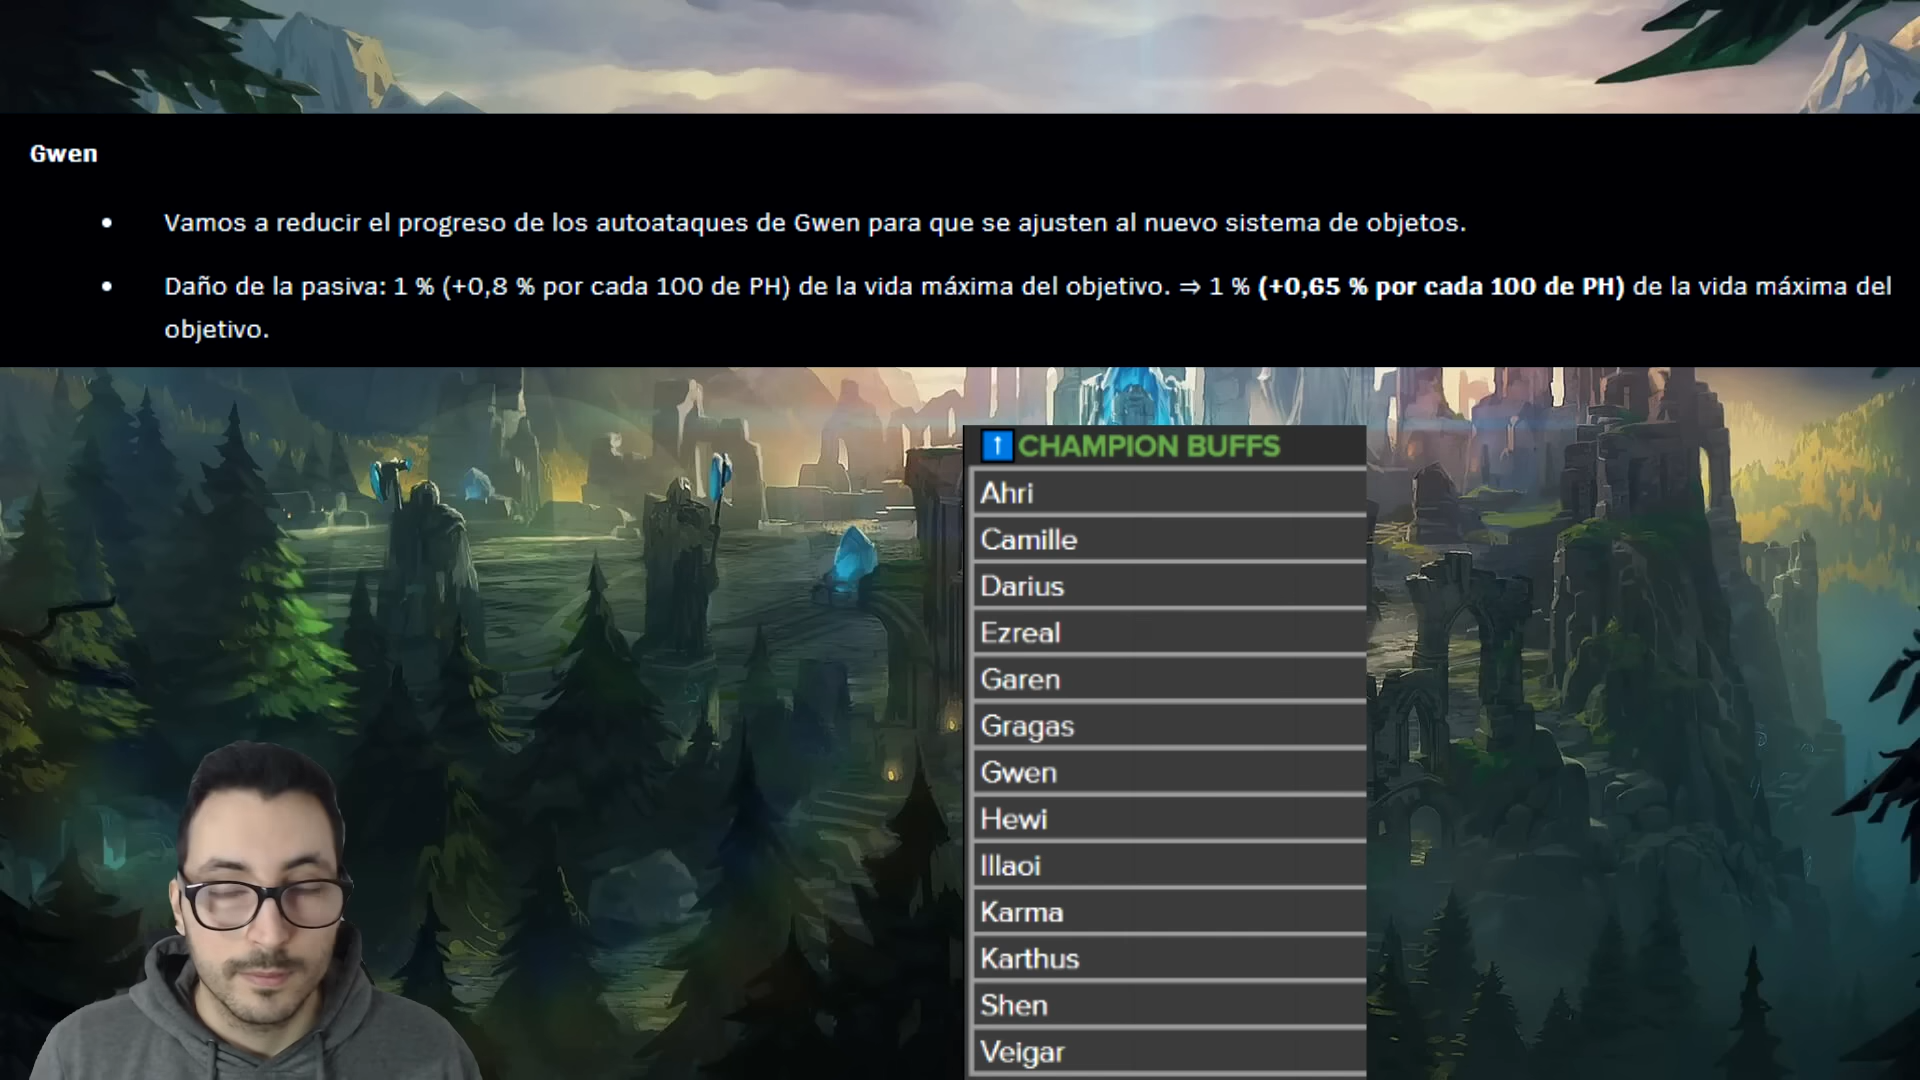 Gwen
• Vamos a reducir el progreso de los autoataques de Gwen para que se ajusten al nuevo sistema de objetos.
• Daño de la pasiva: 1 % (+0,8 % por cada 100 de PH) de la vida máxima del objetivo. ⇒ 1 % (+0,65 % por cada 100 de PH) de la vida máxima del
objetivo.
↑ CHAMPION BUFFS
Ahri
Camille
Darius
Ezreal
Garen
Gragas
Gwen
Hewi
Illaoi
Karma
Karthus
Shen
Veigar